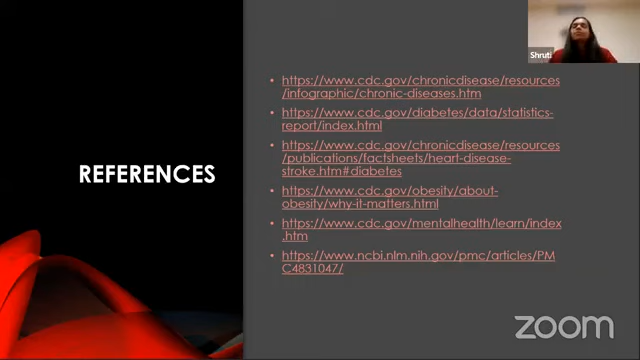 Shruti
REFERENCES
• https://www.cdc.gov/chronicdisease/resources
/infographic/chronic-diseases.htm
• https://www.cdc.gov/diabetes/data/statistics-
report/index.html
• https://www.cdc.gov/chronicdisease/resources
/publications/factsheets/heart-disease-
stroke.htm#diabetes
• https://www.cdc.gov/obesity/about-
obesity/why-it-matters.html
• https://www.cdc.gov/mentalhealth/learn/index
.htm
• https://www.ncbi.nlm.nih.gov/pmc/articles/PM
C4831047/
zoom